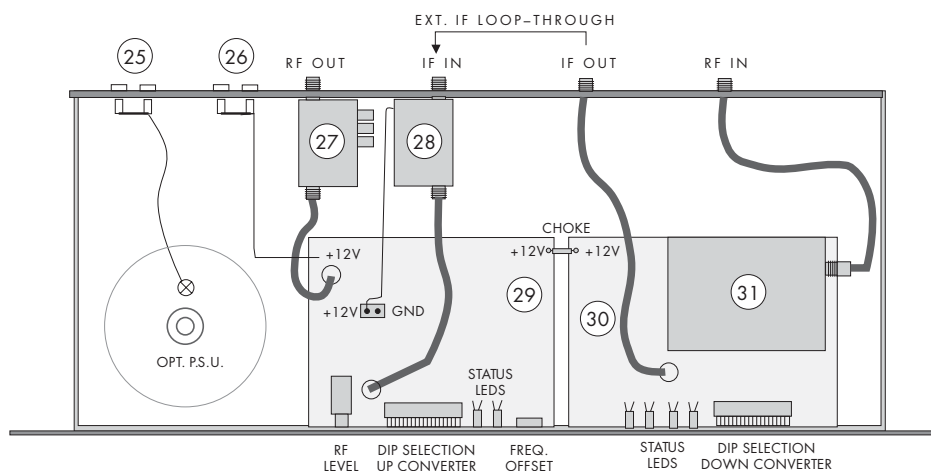 EXT. IF LOOP–THROUGH
25
26
RF OUT
IF IN
IF OUT
RF IN
27
28
CHOKE
+12V
+12V
+12V
29
30
31
+12V
GND
OPT. P.S.U.
STATUS
LEDS
RF
LEVEL
DIP SELECTION
UP CONVERTER
FREQ.
OFFSET
STATUS
LEDS
DIP SELECTION
DOWN CONVERTER